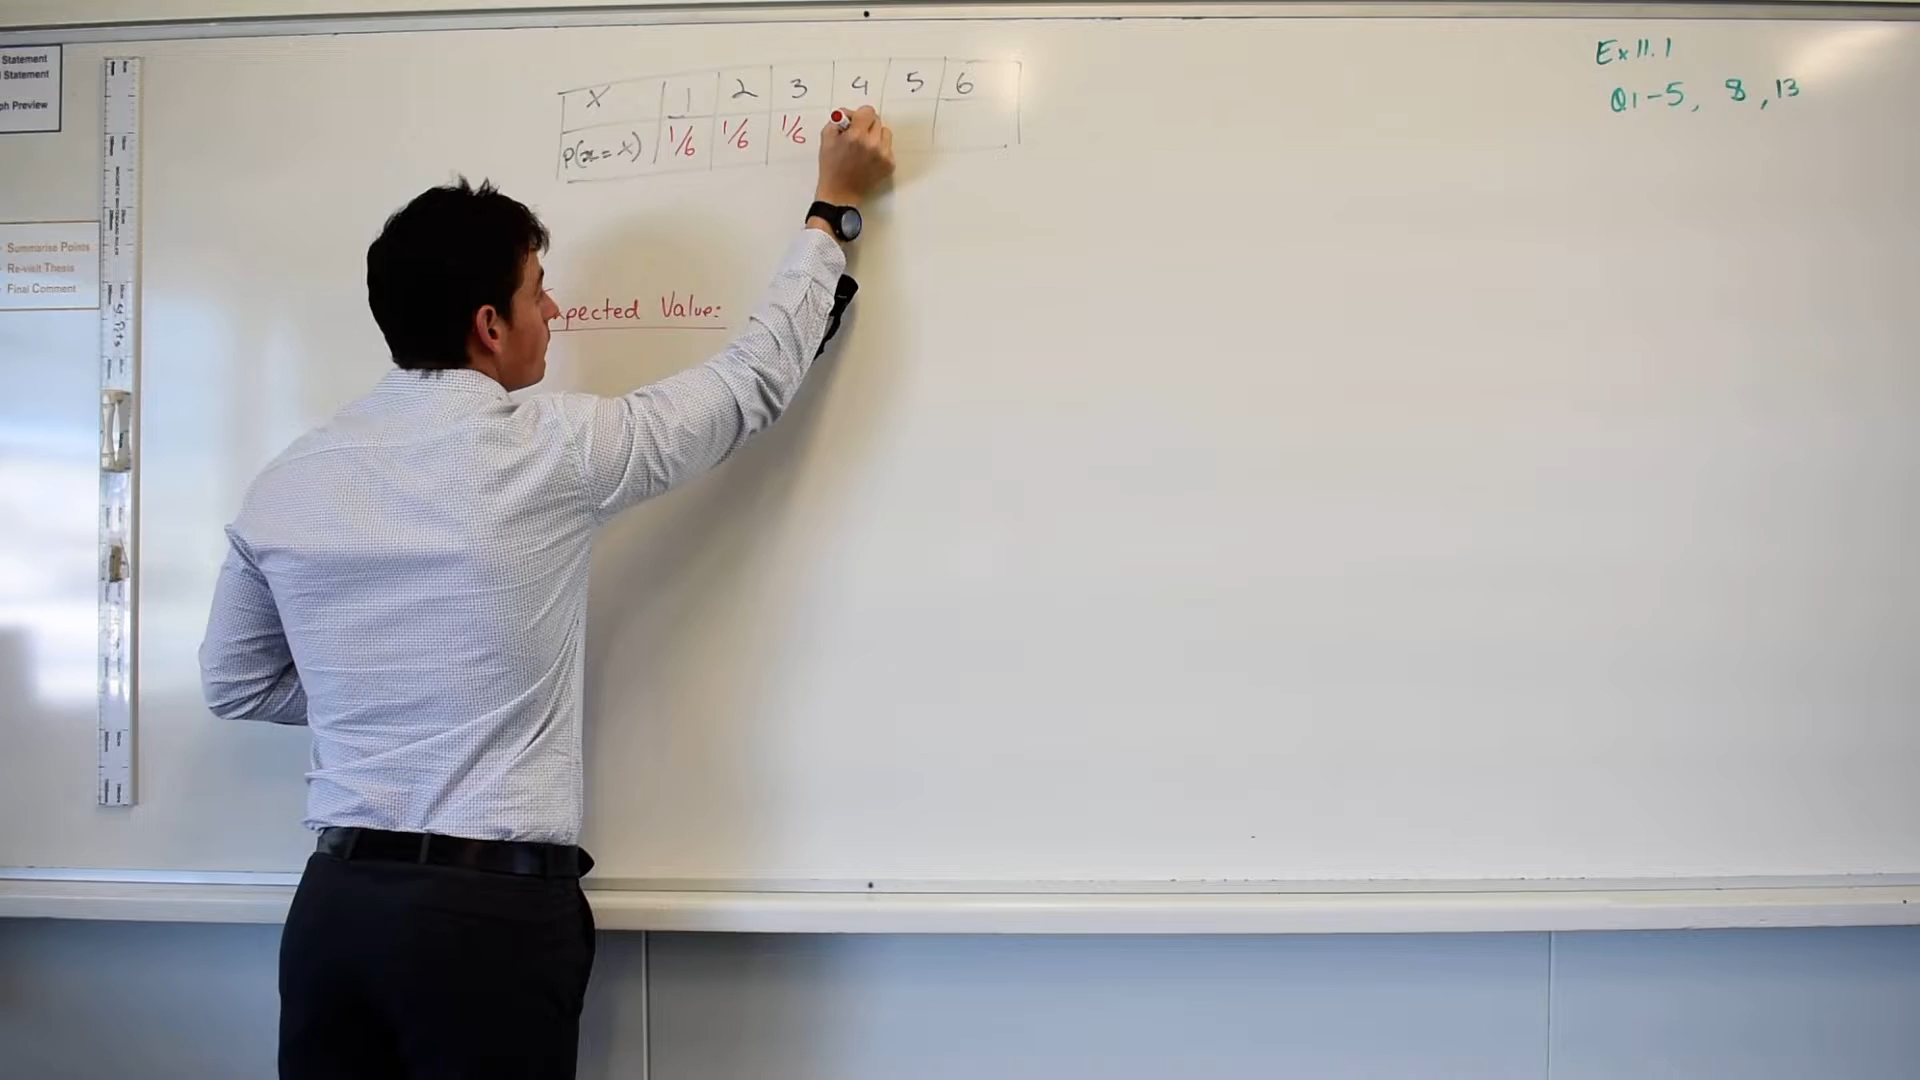 Statement
Statement
ph Preview
Summarise Points
Re-visit Thesis
Final Comment
X 1 2 3 4 5 6
P(x=X) 1/6 1/6 1/6
xpected Value:
Ex 11.1
Q1-5, 8, 13